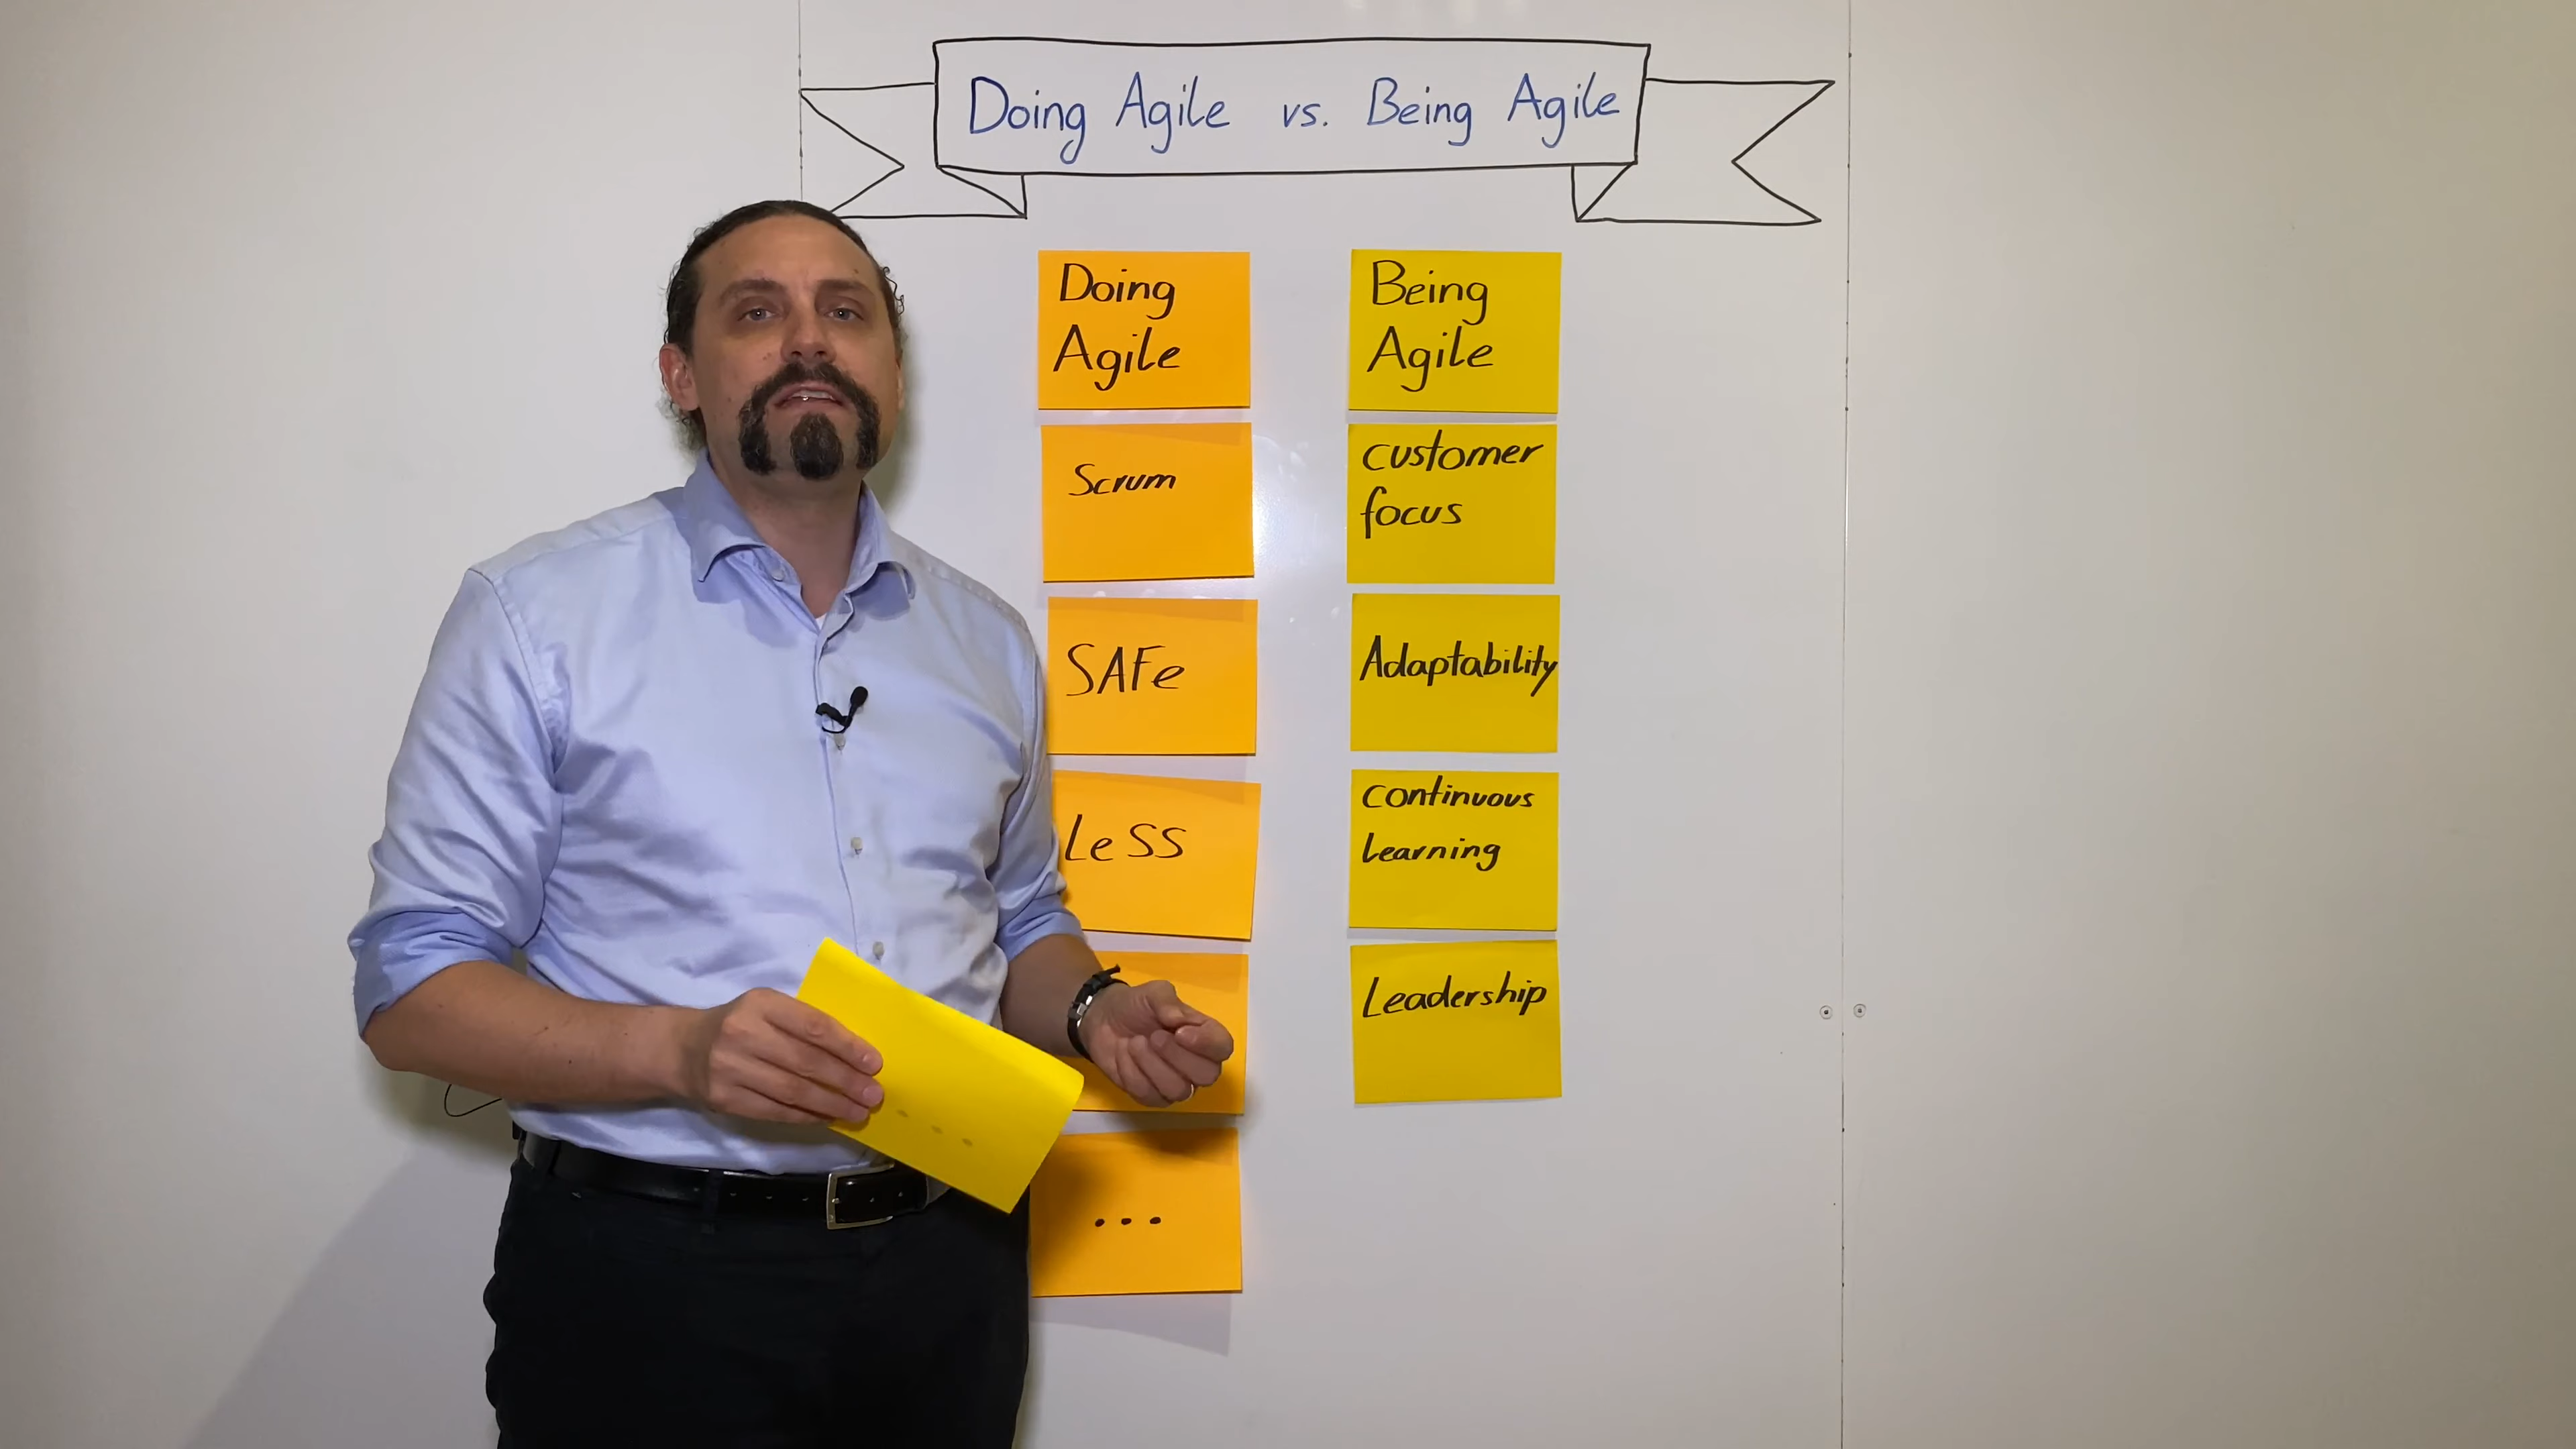 Doing Agile vs. Being Agile
Doing
Agile
Scrum
SAFe
LeSS
...
Being
Agile
customer
focus
Adaptability
continuous
learning
Leadership
...